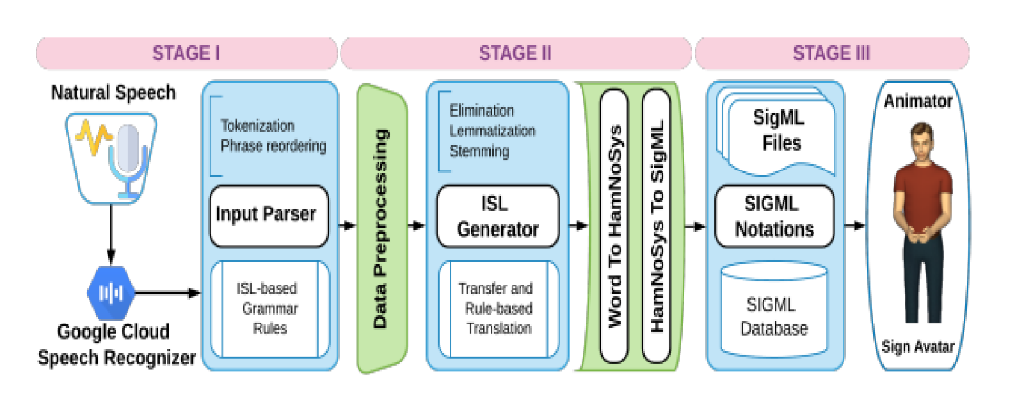 STAGE I
STAGE II
STAGE III
Natural Speech
Google Cloud
Speech Recognizer
Tokenization
Phrase reordering
Input Parser
ISL-based
Grammar
Rules
Data Preprocessing
Elimination
Lemmatization
Stemming
ISL
Generator
Transfer and
Rule-based
Translation
Word To HamNoSys
HamNoSys To SigML
SigML
Files
SIGML
Notations
SIGML
Database
Animator
Sign Avatar